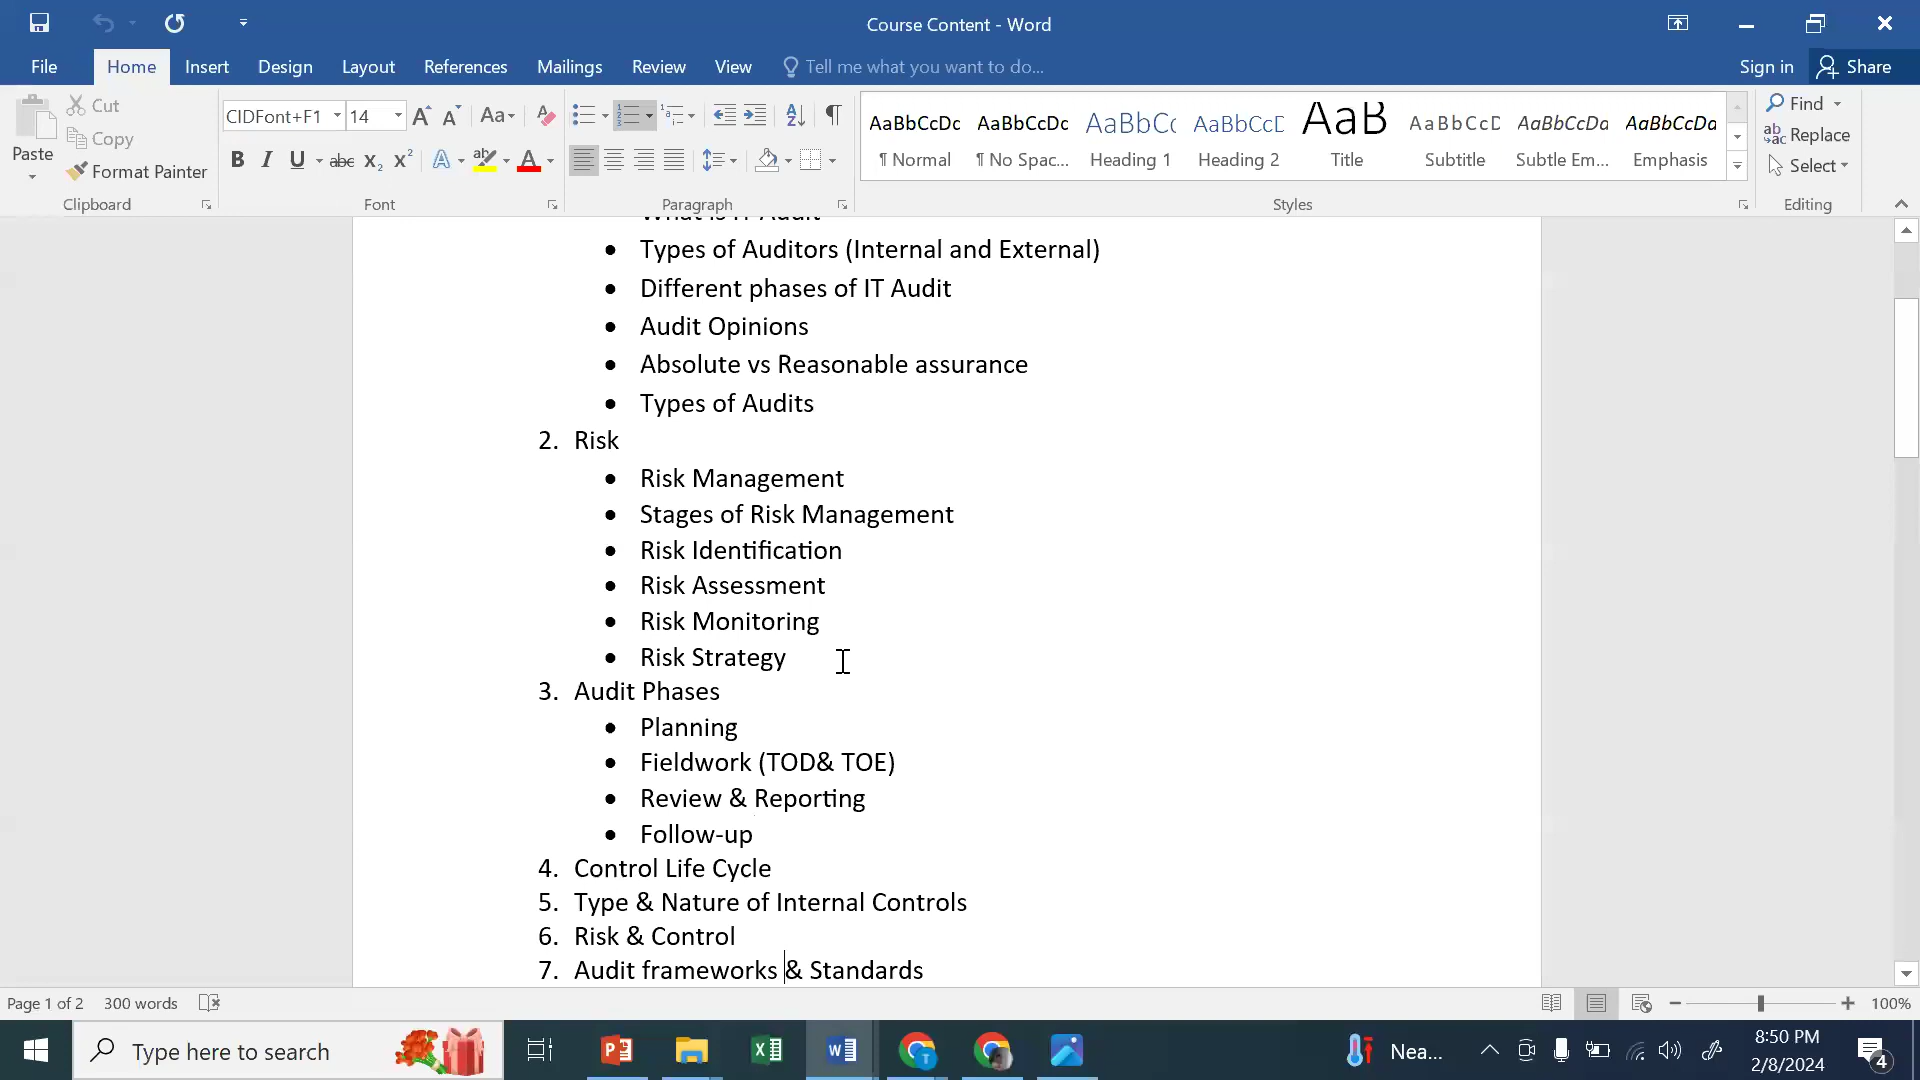 Course Content - Word
File Home Insert Design Layout References Mailings Review View Tell me what you want to do... Sign in Share
Paste
Cut
Copy
Format Painter
Clipboard
CIDFont+F1 14
Font
Paragraph
AaBbCcDc AaBbCcDc AaBbCc AaBbCcD AaB AaBbCcD AaBbCcDa AaBbCcDa
¶ Normal ¶ No Spac... Heading 1 Heading 2 Title Subtitle Subtle Em... Emphasis
Styles
Find
Replace
Select
Editing
What is IT Audit
• Types of Auditors (Internal and External)
• Different phases of IT Audit
• Audit Opinions
• Absolute vs Reasonable assurance
• Types of Audits
2. Risk
• Risk Management
• Stages of Risk Management
• Risk Identification
• Risk Assessment
• Risk Monitoring
• Risk Strategy
3. Audit Phases
• Planning
• Fieldwork (TOD& TOE)
• Review & Reporting
• Follow-up
4. Control Life Cycle
5. Type & Nature of Internal Controls
6. Risk & Control
7. Audit frameworks & Standards
Page 1 of 2 300 words 100%
Type here to search
Nea...
8:50 PM
2/8/2024
4